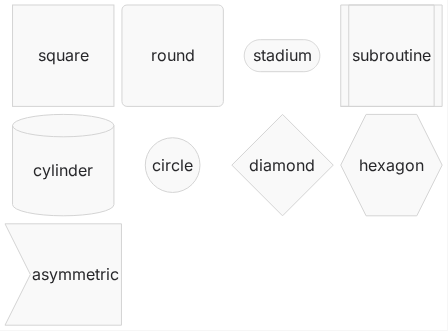 square
round
stadium
subroutine
cylinder
circle
diamond
hexagon
asymmetric